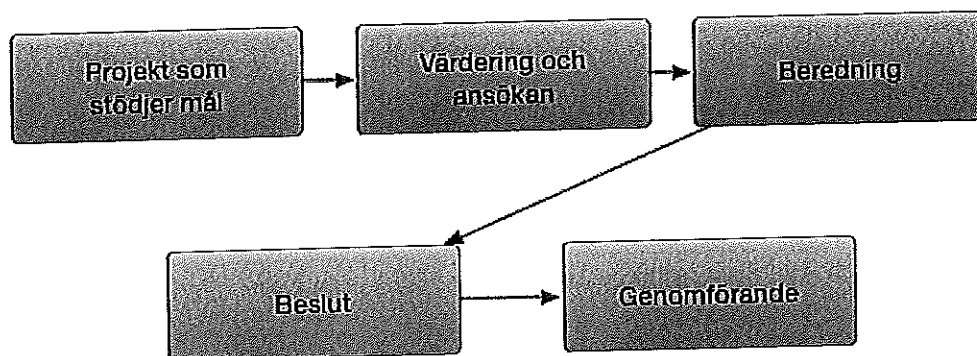 Projekt som
stödjer mål
Värdering och
ansökan
Beredning
Beslut
Genomförande